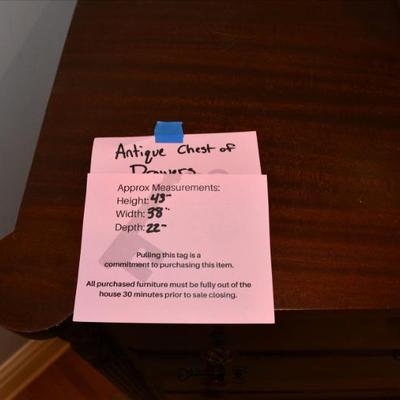 Antique Chest of
Drawers
Approx Measurements:
Height: 43"
Width: 38"
Depth: 22"
Pulling this tag is a
commitment to purchasing this item.
All purchased furniture must be fully out of the
house 30 minutes prior to sale closing.